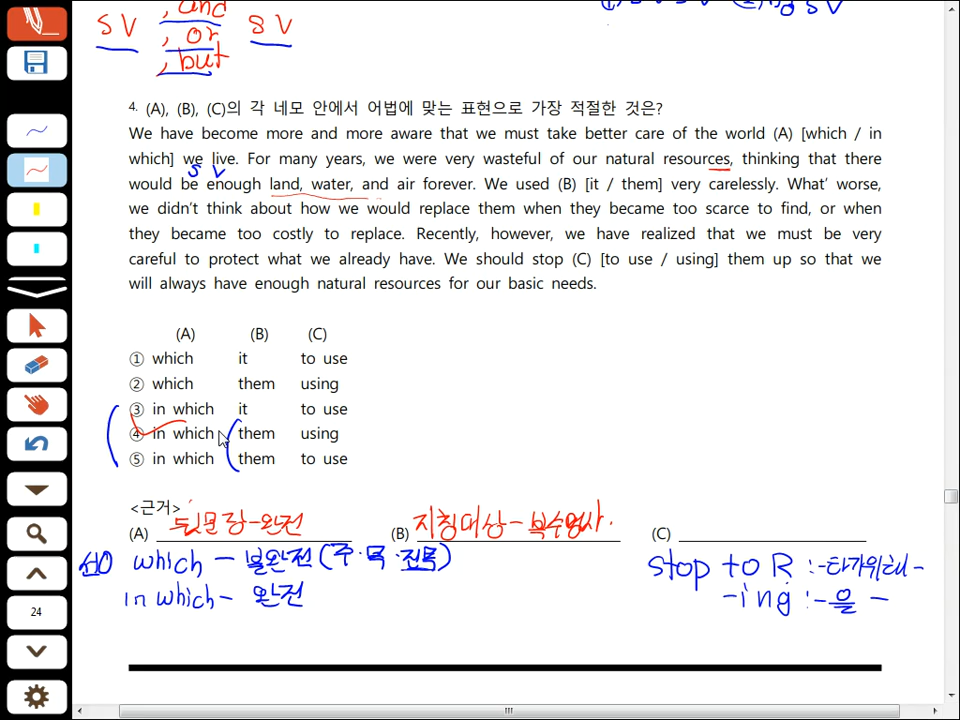 , and
S V , or S V
, but
4. (A), (B), (C)의 각 네모 안에서 어법에 맞는 표현으로 가장 적절한 것은?
We have become more and more aware that we must take better care of the world (A) [which / in
which] we live. For many years, we were very wasteful of our natural resources, thinking that there
S V
would be enough land, water, and air forever. We used (B) [it / them] very carelessly. What' worse,
we didn't think about how we would replace them when they became too scarce to find, or when
they became too costly to replace. Recently, however, we have realized that we must be very
careful to protect what we already have. We should stop (C) [to use / using] them up so that we
will always have enough natural resources for our basic needs.
(A) (B) (C)
① which it to use
② which them using
③ in which it to use
④ in which them using
⑤ in which them to use
<근거>
(A) 뒷문장-완전 (B) 지칭대상-복수명사. (C)
선 which - 불완전(주·목·전목) stop to R :-하기위해-
in which - 완전 -ing :-을 -
24